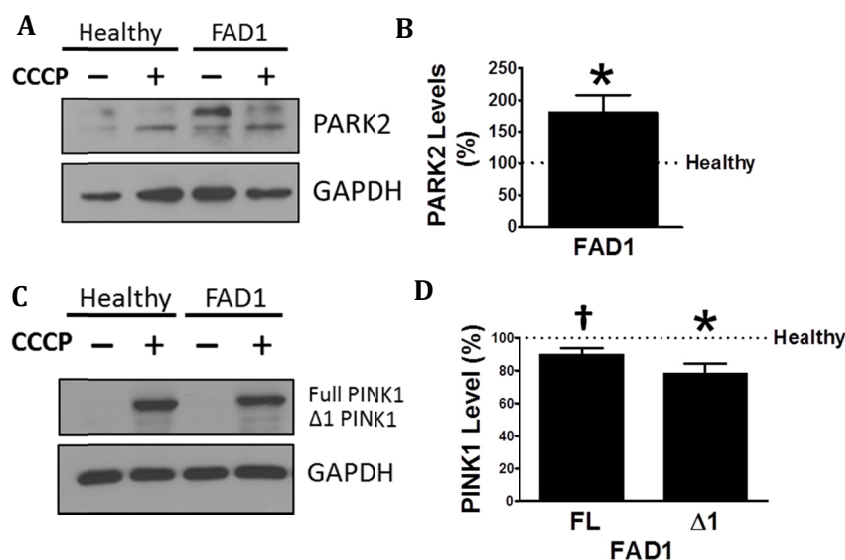 A
Healthy FAD1
CCCP − + − +
PARK2
GAPDH
B
PARK2 Levels
(%)
250
200
150
100
50
0
*
Healthy
FAD1
C
Healthy FAD1
CCCP − + − +
Full PINK1
Δ1 PINK1
GAPDH
D
PINK1 Level (%)
100
80
60
40
20
0
† *
Healthy
FL Δ1
FAD1